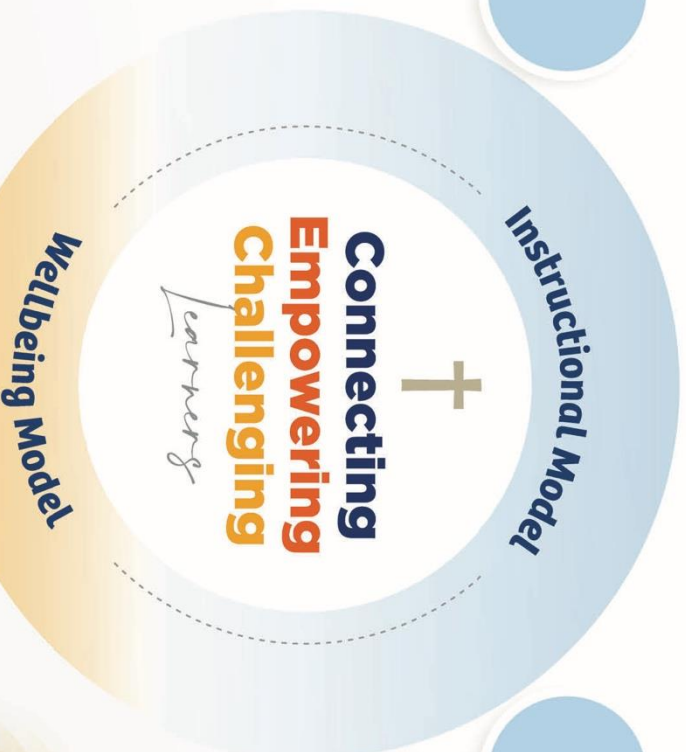 Instructional Model
Connecting
Empowering
Challenging
Learners
Wellbeing Model